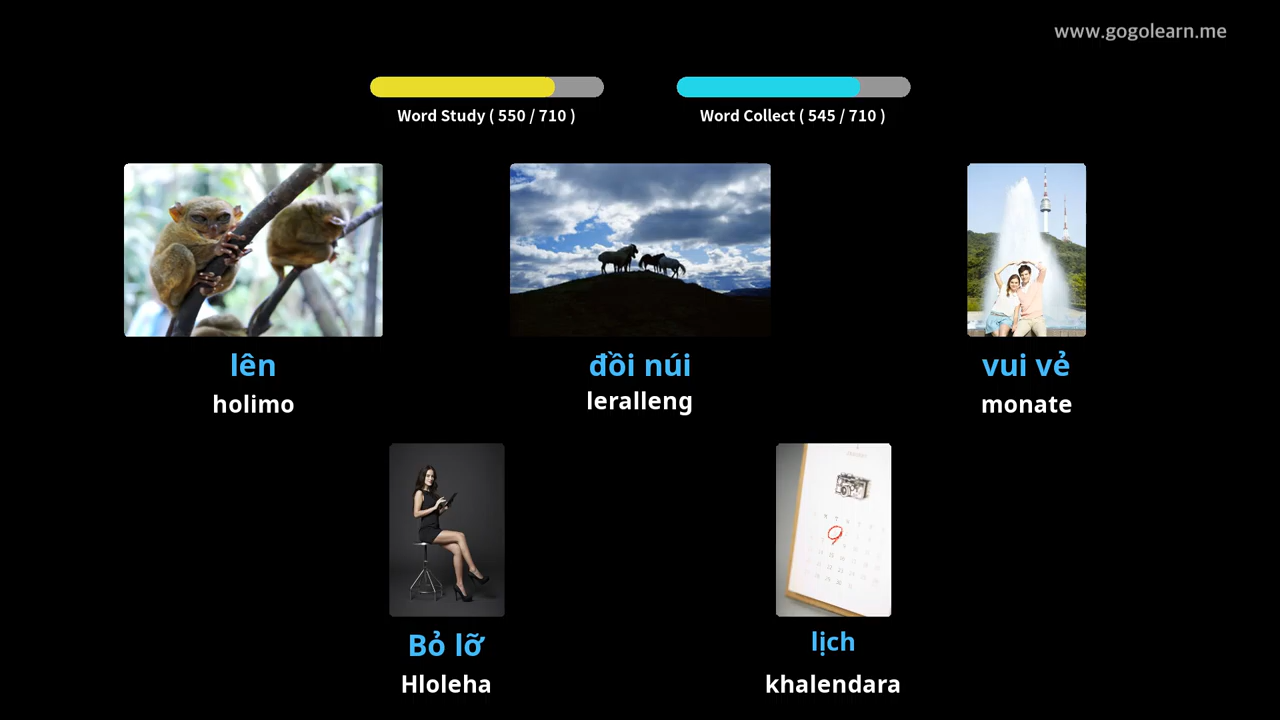 www.gogolearn.me
Word Study ( 550 / 710 )
Word Collect ( 545 / 710 )
lên
đồi núi
vui vẻ
holimo
leralleng
monate
Bỏ lỡ
lịch
Hloleha
khalendara